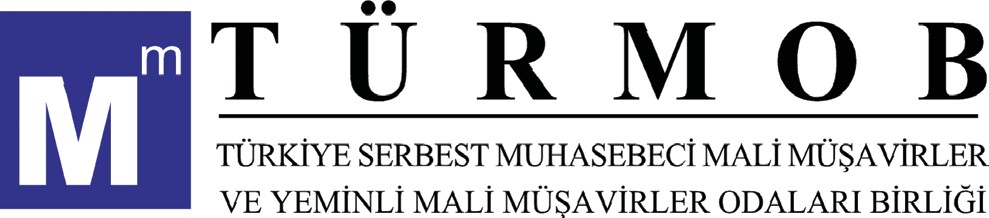 Mm
TÜRMOB
TÜRKİYE SERBEST MUHASEBECİ MALİ MÜŞAVİRLER
VE YEMİNLİ MALİ MÜŞAVİRLER ODALARI BİRLİĞİ